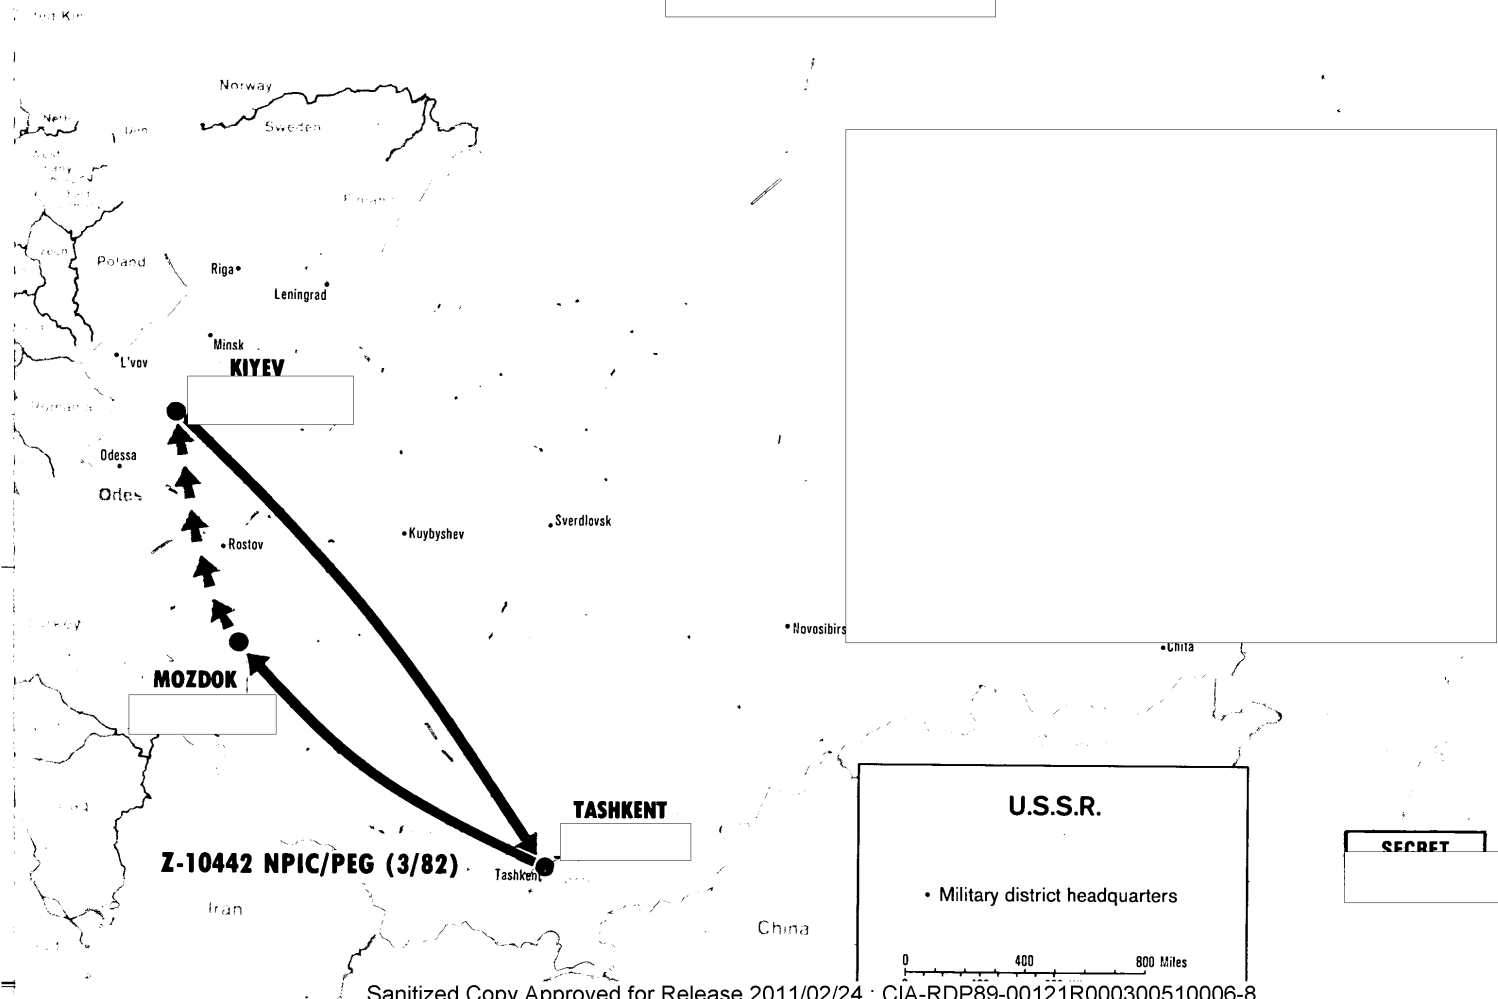 Norway
Sweden
Poland
Riga
Leningrad
Minsk
L'vov
KIYEV
Odessa
Odes
Sverdlovsk
Kuybyshev
Rostov
Novosibirs
Chita
MOZDOK
TASHKENT
U.S.S.R.
SECRET
Z-10442 NPIC/PEG (3/82)
Tashkent
Military district headquarters
Iran
China
0 400 800 Miles
Sanitized Copy Approved for Release 2011/02/24 : CIA-RDP89-00121R000300510006-8